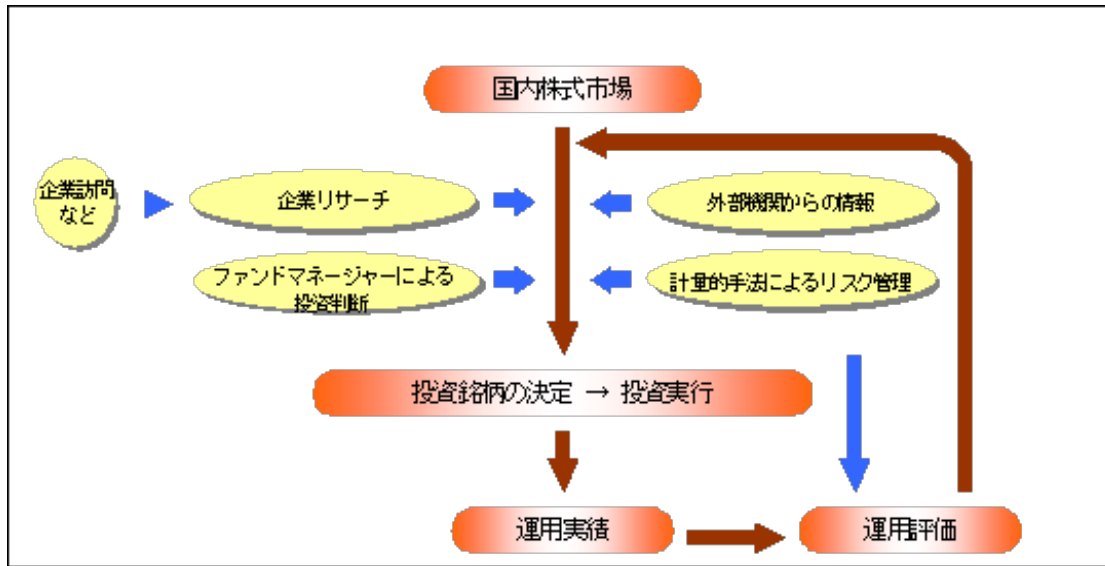 国内株式市場
企業訪問
など
企業リサーチ
外部機関からの情報
ファンドマネージャーによる
投資判断
計量的手法によるリスク管理
投資銘柄の決定 → 投資実行
運用実績
運用評価